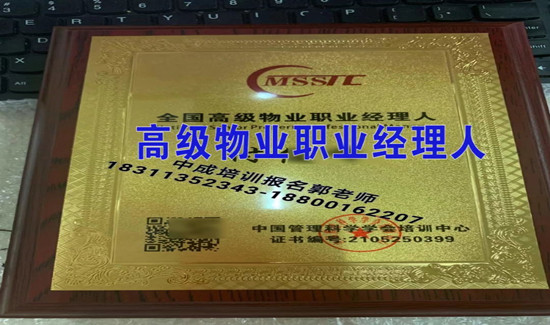 CMSSTC
全国高级物业职业经理人
高级物业职业经理人
中成培训报名郭老师
18311352343-18800162207
中国管理科学学会培训中心
证书编号:2105250399